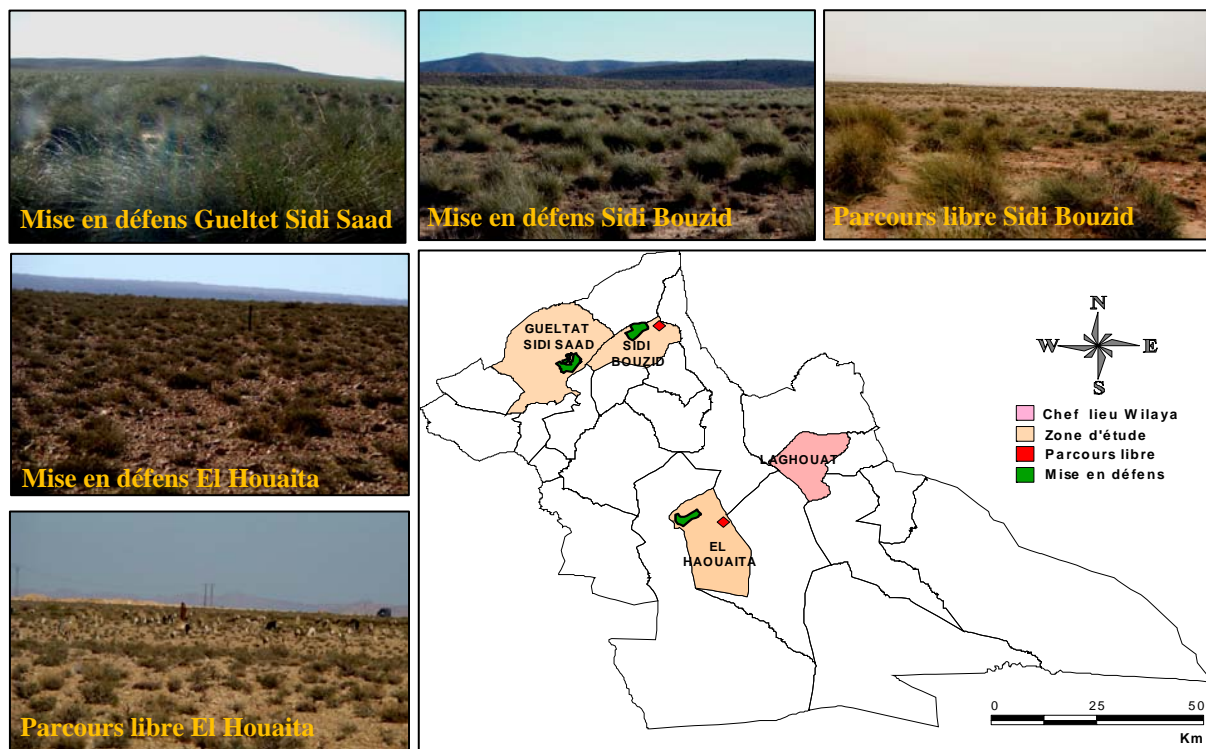 Mise en défens Gueltet Sidi Saad
Mise en défens Sidi Bouzid
Parcours libre Sidi Bouzid
Mise en défens El Houaita
Parcours libre El Houaita
GUELTAT
SIDI SAAD
SIDI
BOUZID
LAGHOUAT
EL
HAOUAITA
N
W
E
S
Chef lieu Wilaya
Zone d'étude
Parcours libre
Mise en défens
0 25 50
Km